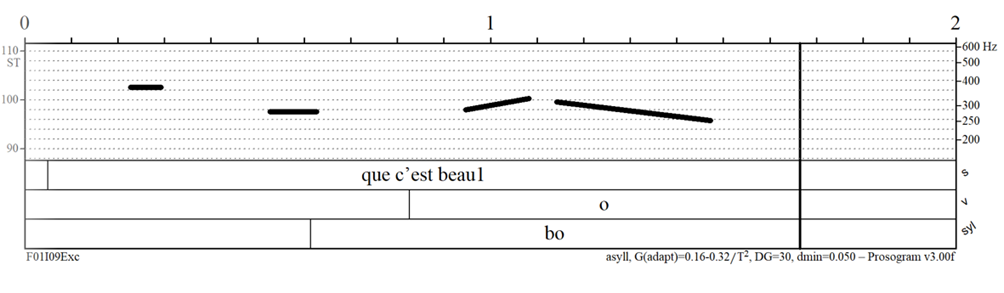 0 1 2
110 600 Hz
ST 500
400
100 300
250
200
90
que c’est beau1 s
o v
bo syl
F01I09Exc asyll, G(adapt)=0.16-0.32/T², DG=30, dmin=0.050 – Prosogram v3.00f